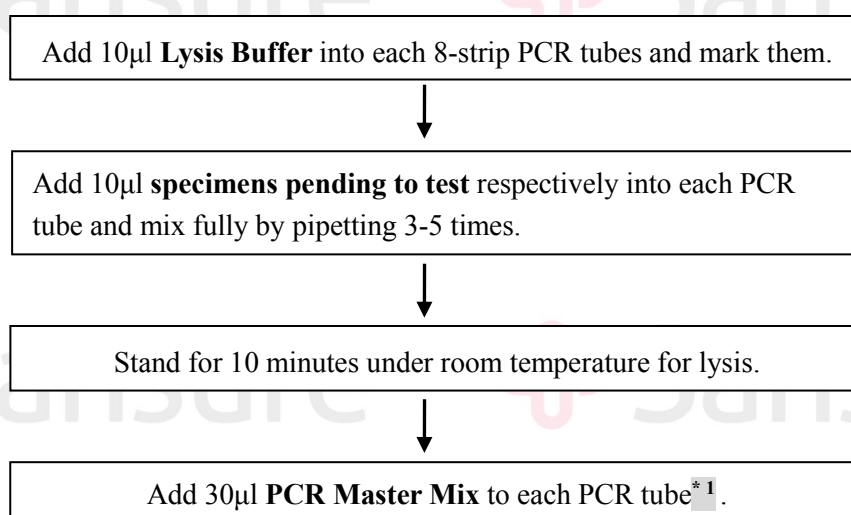 Add 10μl Lysis Buffer into each 8-strip PCR tubes and mark them.
Add 10μl specimens pending to test respectively into each PCR
tube and mix fully by pipetting 3-5 times.
Stand for 10 minutes under room temperature for lysis.
Add 30μl PCR Master Mix to each PCR tube* 1 .